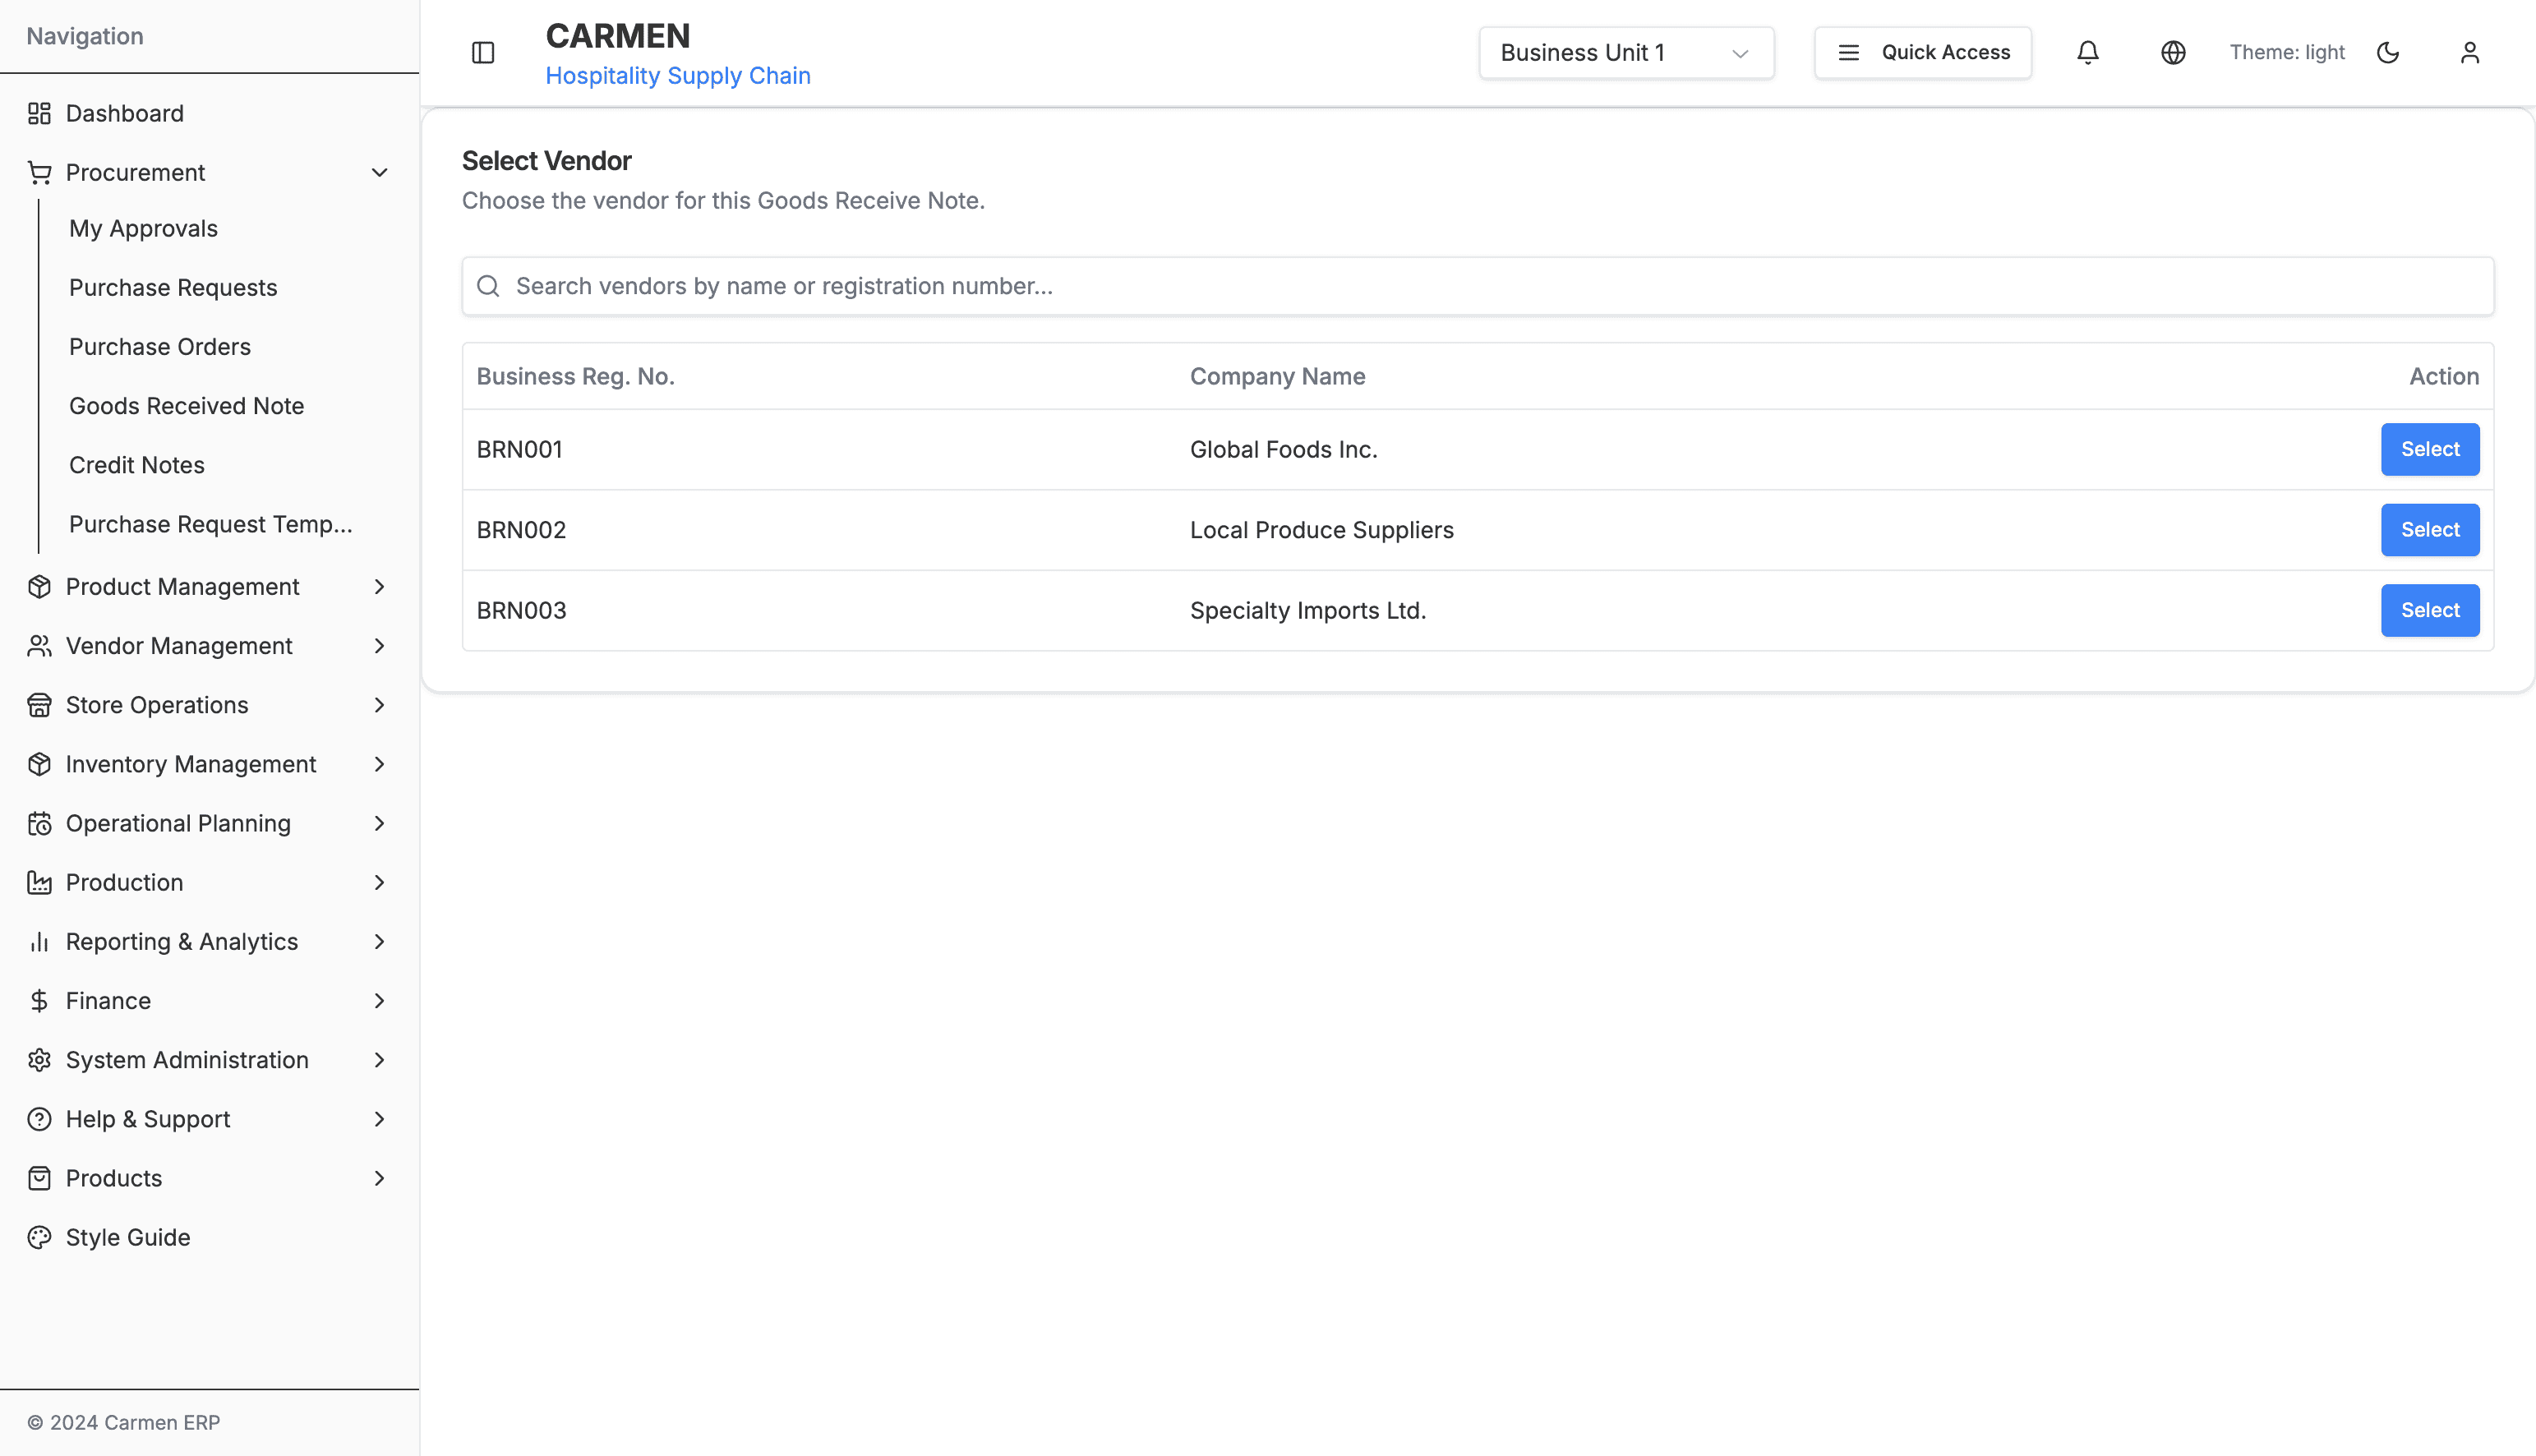 Navigation
Dashboard
Procurement
My Approvals
Purchase Requests
Purchase Orders
Goods Received Note
Credit Notes
Purchase Request Temp...
Product Management
Vendor Management
Store Operations
Inventory Management
Operational Planning
Production
Reporting & Analytics
Finance
System Administration
Help & Support
Products
Style Guide
© 2024 Carmen ERP
CARMEN
Hospitality Supply Chain
Business Unit 1
Quick Access
Theme: light
Select Vendor
Choose the vendor for this Goods Receive Note.
Search vendors by name or registration number...
Business Reg. No. Company Name Action
BRN001 Global Foods Inc. Select
BRN002 Local Produce Suppliers Select
BRN003 Specialty Imports Ltd. Select